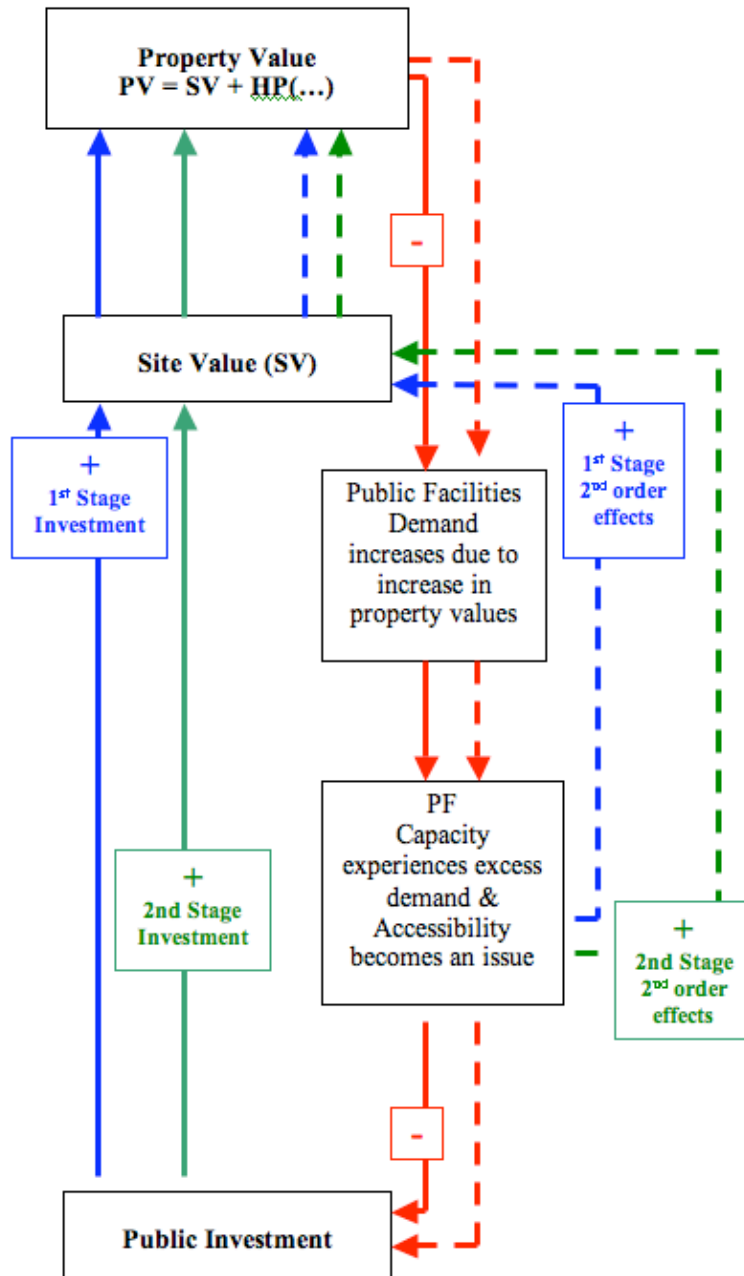 Property Value
PV = SV + HP(…)
-
Site Value (SV)
+
1st Stage
Investment
+
1st Stage
2nd order
effects
Public Facilities
Demand
increases due to
increase in
property values
PF
Capacity
experiences excess
demand &
Accessibility
becomes an issue
+
2nd Stage
Investment
+
2nd Stage
2nd order
effects
-
Public Investment